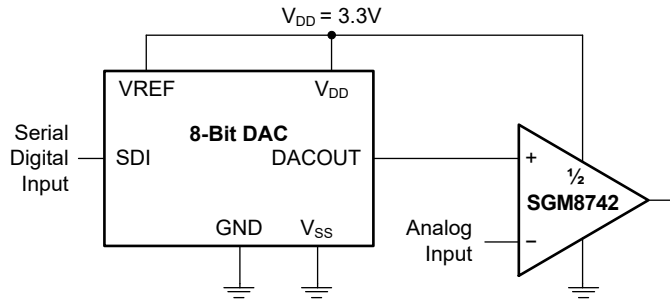 VDD = 3.3V
VREF
VDD
8-Bit DAC
Serial
Digital
Input
SDI
DACOUT
GND
VSS
Analog
Input
+
−
½
SGM8742